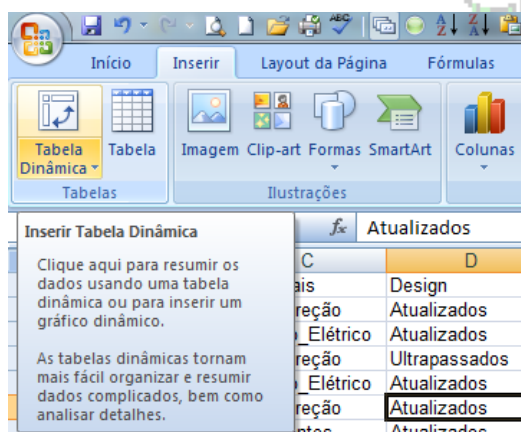 Início Inserir Layout da Página Fórmulas
Tabela Dinâmica Tabela Imagem Clip-art Formas SmartArt Colunas
Tabelas Ilustrações
fx Atualizados
Inserir Tabela Dinâmica
Clique aqui para resumir os
dados usando uma tabela
dinâmica ou para inserir um
gráfico dinâmico.
As tabelas dinâmicas tornam
mais fácil organizar e resumir
dados complicados, bem como
analisar detalhes.
C D
Design
Atualizados
_Elétrico Atualizados
Ultrapassados
_Elétrico Atualizados
Atualizados
Atualizados